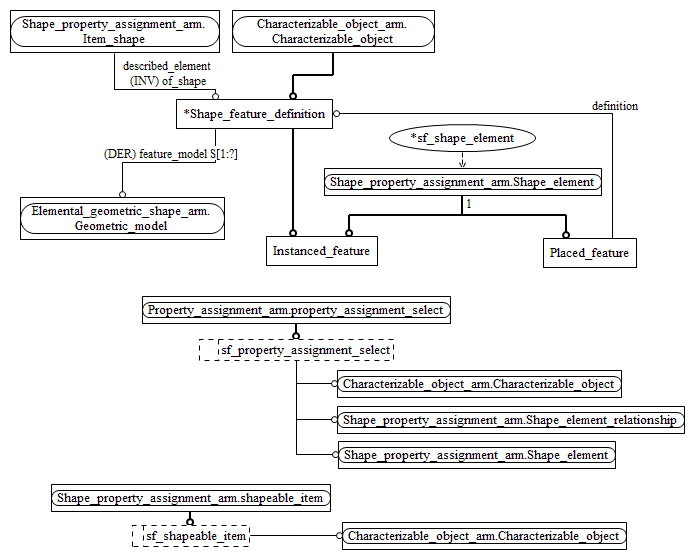 Shape_property_assignment_arm.
Item_shape
Characterizable_object_arm.
Characterizable_object
described_element
(INV) of_shape
*Shape_feature_definition
definition
*sf_shape_element
(DER) feature_model S[1:?]
Shape_property_assignment_arm.Shape_element
1
Elemental_geometric_shape_arm.
Geometric_model
Instanced_feature
Placed_feature
Property_assignment_arm.property_assignment_select
sf_property_assignment_select
Characterizable_object_arm.Characterizable_object
Shape_property_assignment_arm.Shape_element_relationship
Shape_property_assignment_arm.Shape_element
Shape_property_assignment_arm.shapeable_item
sf_shapeable_item
Characterizable_object_arm.Characterizable_object